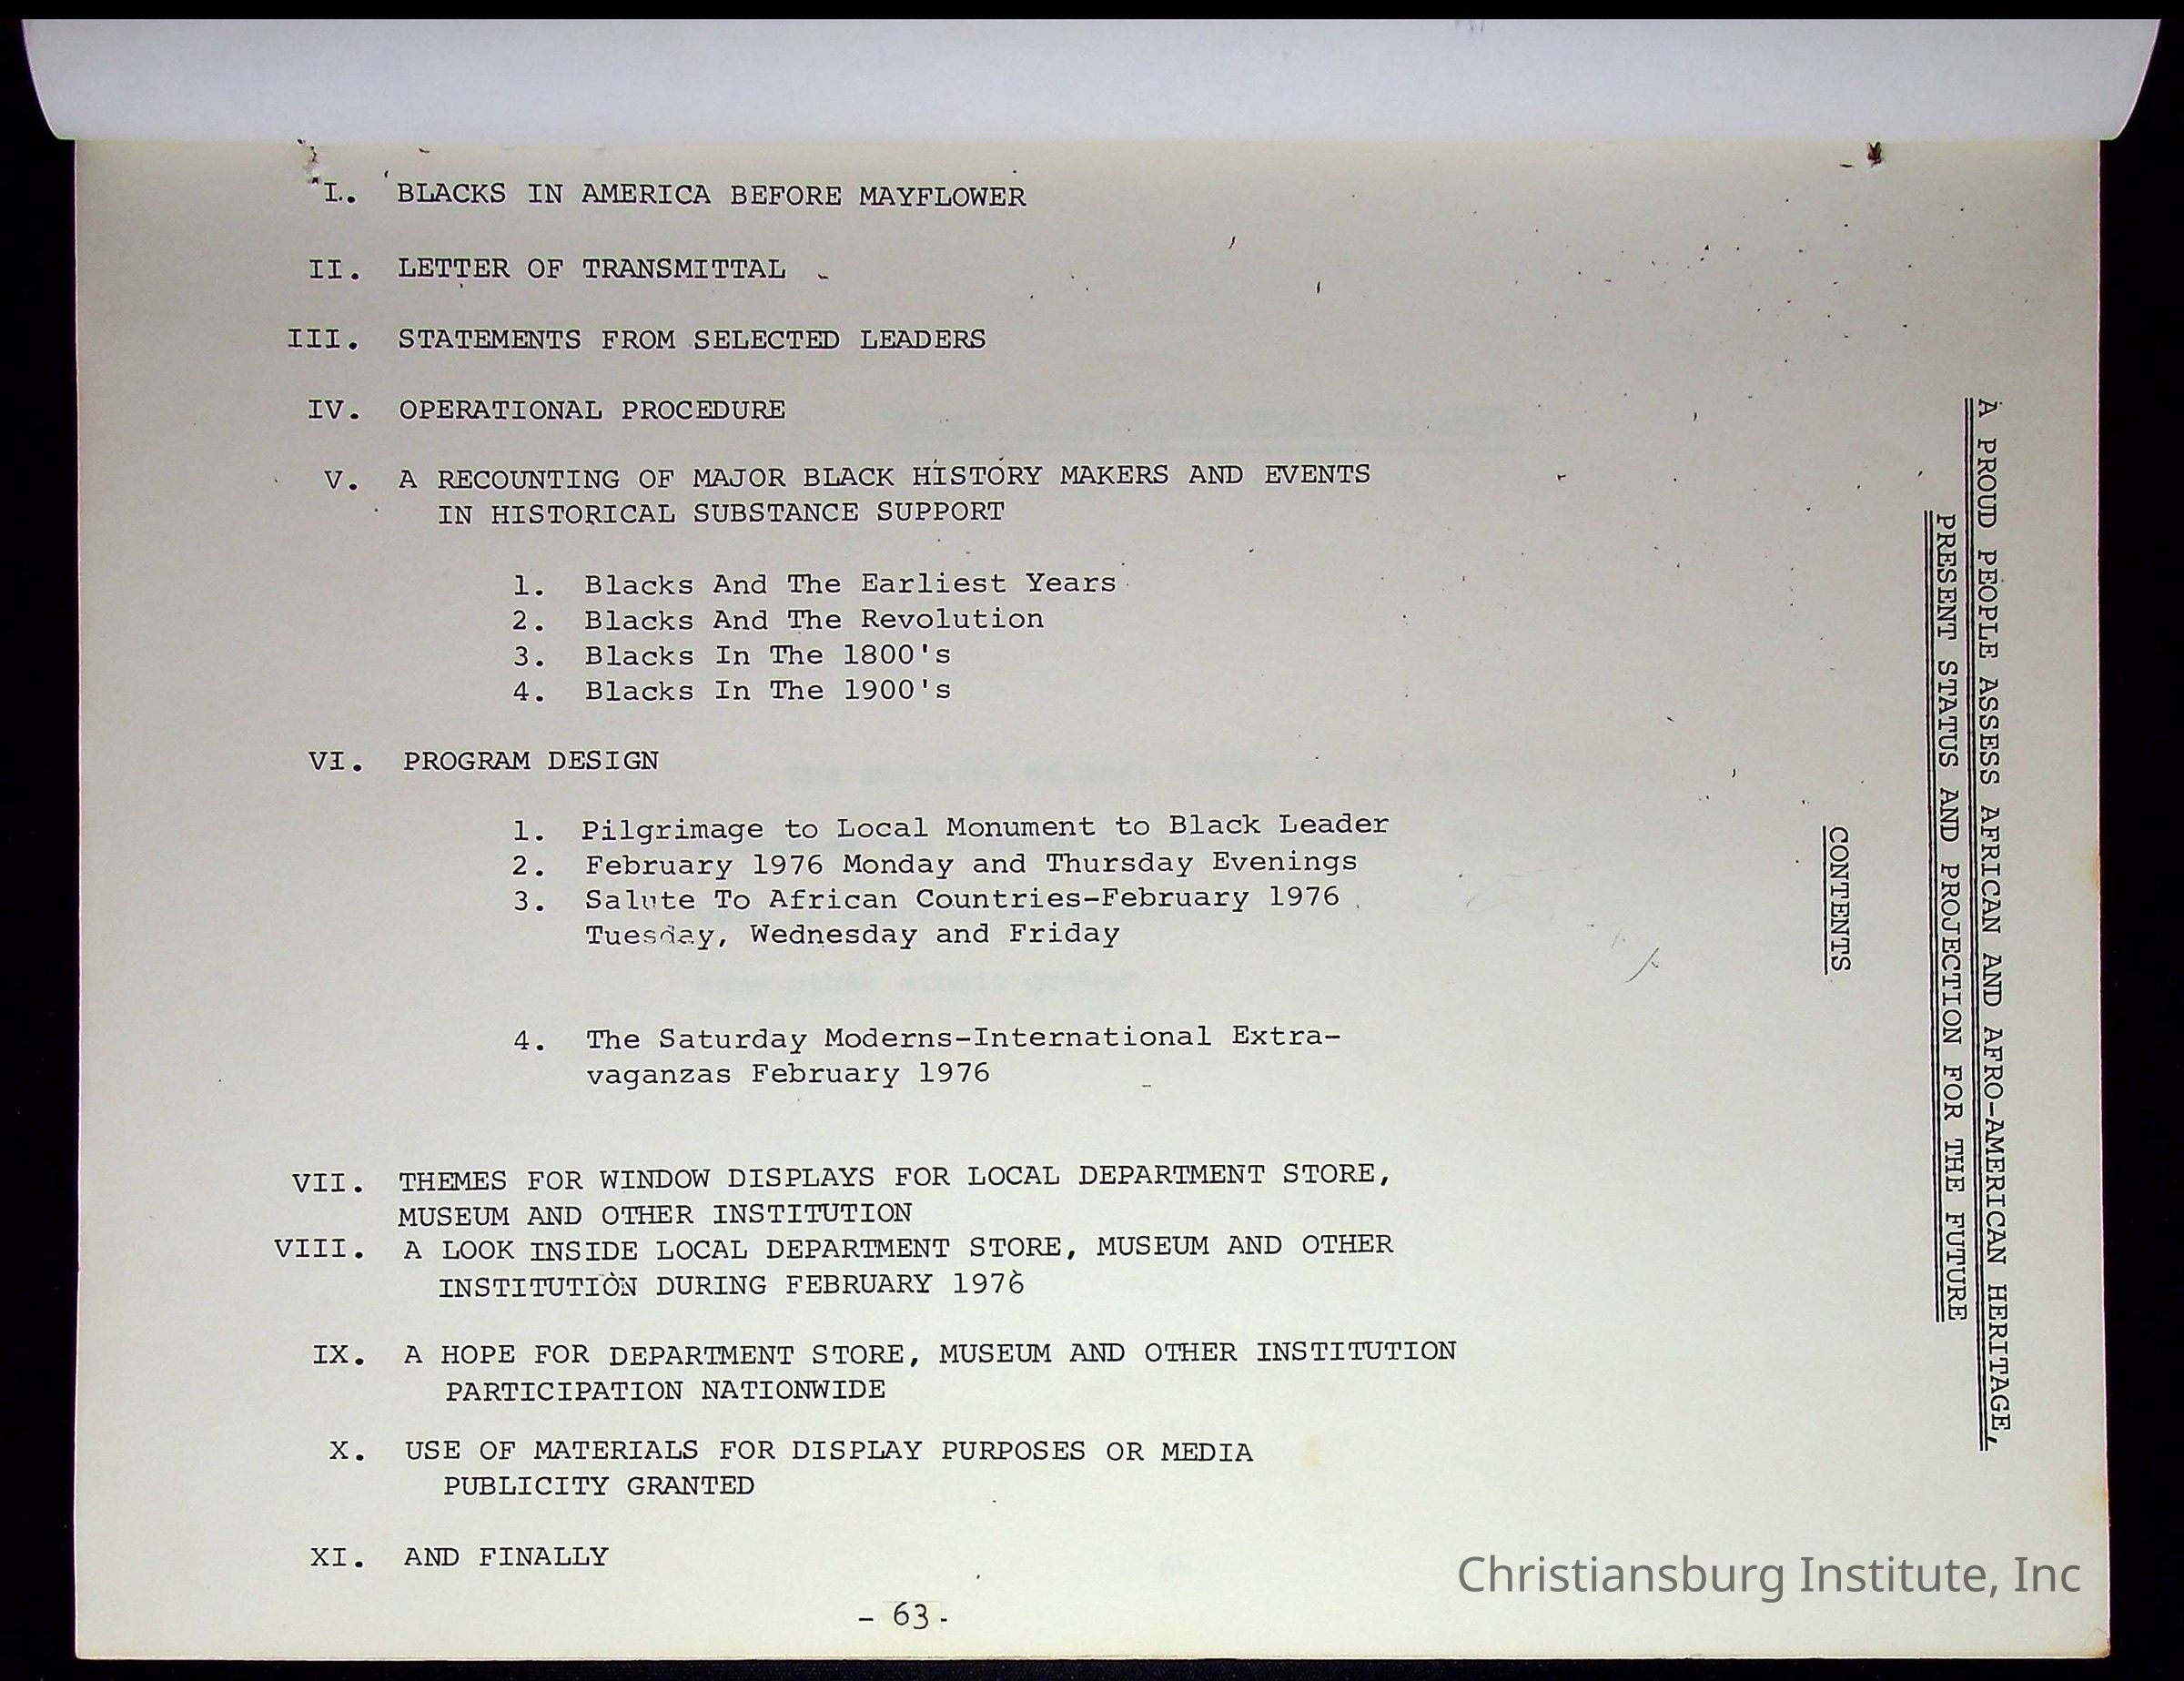 A PROUD PEOPLE ASSESS AFRICAN AND AFRO-AMERICAN HERITAGE,
PRESENT STATUS AND PROJECTION FOR THE FUTURE
CONTENTS
I. BLACKS IN AMERICA BEFORE MAYFLOWER
II. LETTER OF TRANSMITTAL
III. STATEMENTS FROM SELECTED LEADERS
IV. OPERATIONAL PROCEDURE
V. A RECOUNTING OF MAJOR BLACK HISTORY MAKERS AND EVENTS
IN HISTORICAL SUBSTANCE SUPPORT
1. Blacks And The Earliest Years
2. Blacks And The Revolution
3. Blacks In The 1800's
4. Blacks In The 1900's
VI. PROGRAM DESIGN
1. Pilgrimage to Local Monument to Black Leader
2. February 1976 Monday and Thursday Evenings
3. Salute To African Countries-February 1976
Tuesday, Wednesday and Friday
4. The Saturday Moderns-International Extra-
vaganzas February 1976
VII. THEMES FOR WINDOW DISPLAYS FOR LOCAL DEPARTMENT STORE,
MUSEUM AND OTHER INSTITUTION
VIII. A LOOK INSIDE LOCAL DEPARTMENT STORE, MUSEUM AND OTHER
INSTITUTION DURING FEBRUARY 1976
IX. A HOPE FOR DEPARTMENT STORE, MUSEUM AND OTHER INSTITUTION
PARTICIPATION NATIONWIDE
X. USE OF MATERIALS FOR DISPLAY PURPOSES OR MEDIA
PUBLICITY GRANTED
XI. AND FINALLY
- 63 -
Christiansburg Institute, Inc